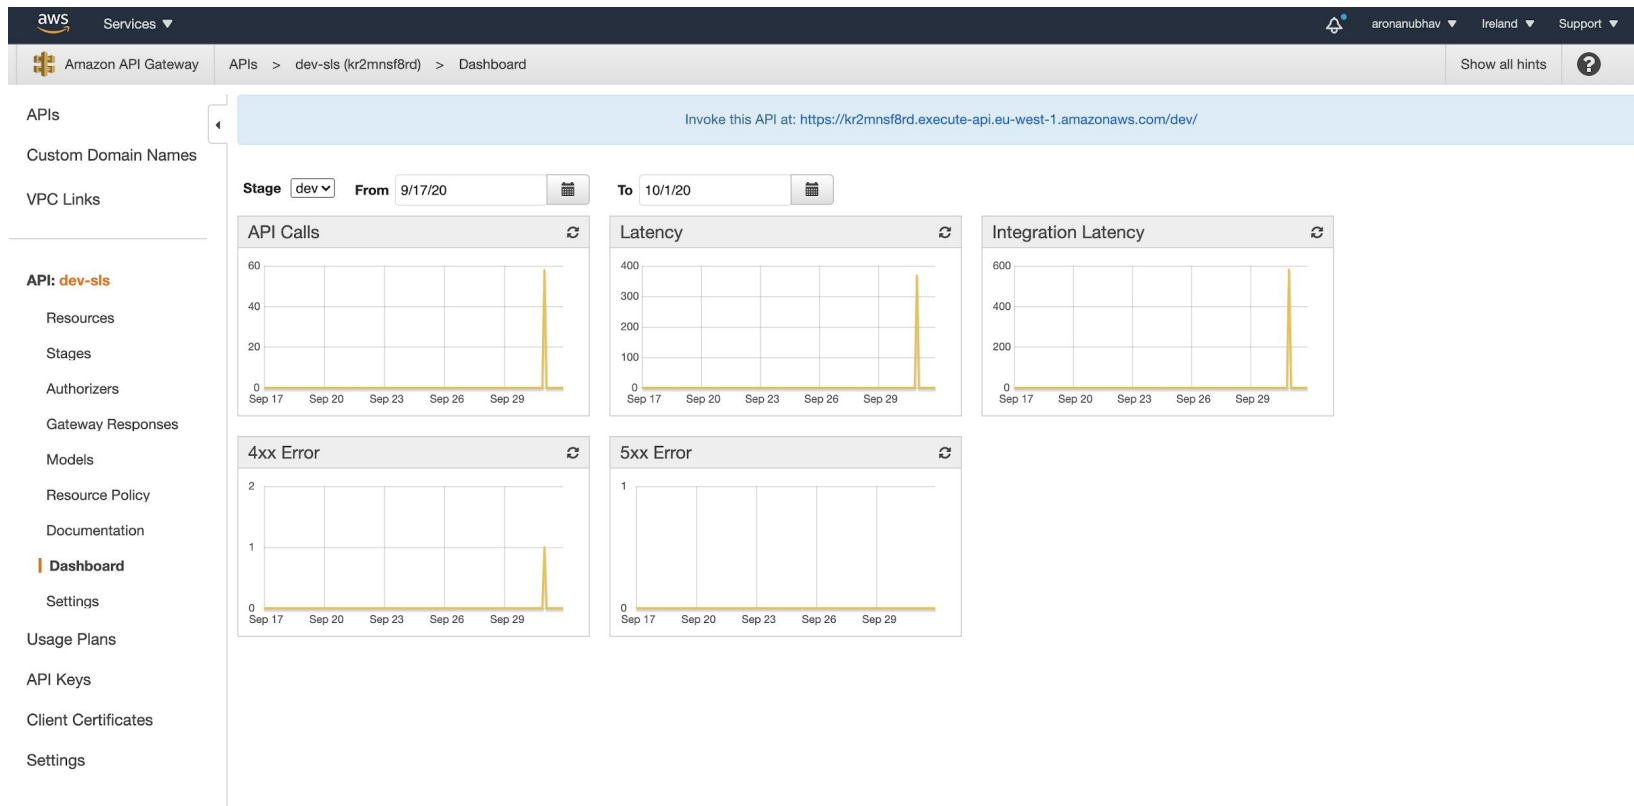 aws Services aronanubhav Ireland Support
Amazon API Gateway APIs > dev-sls (kr2mnsf8rd) > Dashboard Show all hints ?
APIs
Custom Domain Names
VPC Links
API: dev-sls
Resources
Stages
Authorizers
Gateway Responses
Models
Resource Policy
Documentation
Dashboard
Settings
Usage Plans
API Keys
Client Certificates
Settings
Invoke this API at: https://kr2mnsf8rd.execute-api.eu-west-1.amazonaws.com/dev/
Stage dev From 9/17/20 To 10/1/20
API Calls
60
40
20
0
Sep 17 Sep 20 Sep 23 Sep 26 Sep 29
Latency
400
300
200
100
0
Sep 17 Sep 20 Sep 23 Sep 26 Sep 29
Integration Latency
600
400
200
0
Sep 17 Sep 20 Sep 23 Sep 26 Sep 29
4xx Error
2
1
0
Sep 17 Sep 20 Sep 23 Sep 26 Sep 29
5xx Error
1
0
Sep 17 Sep 20 Sep 23 Sep 26 Sep 29